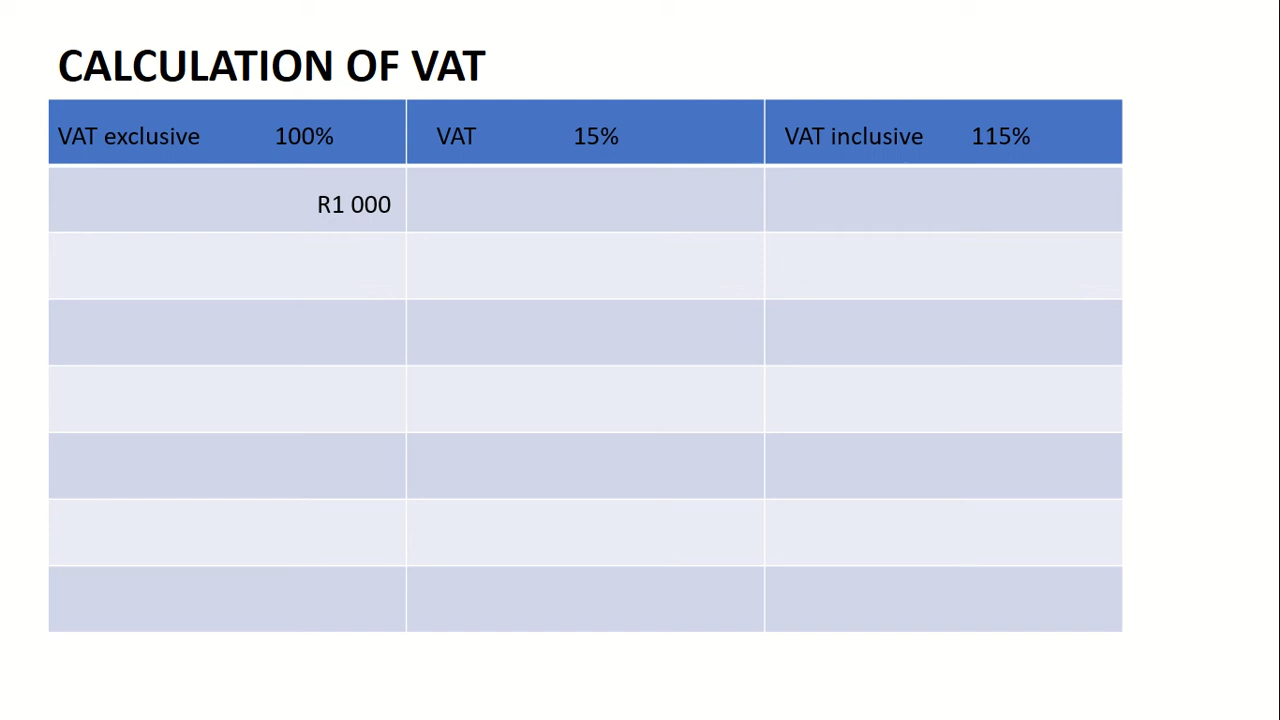 CALCULATION OF VAT
VAT exclusive 100% VAT 15% VAT inclusive 115%
R1 000